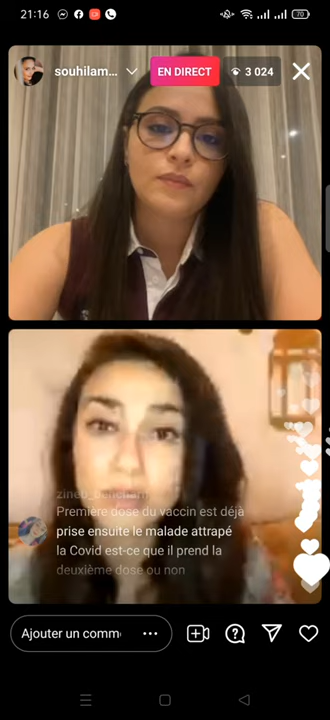 21:16
70
souhilam... EN DIRECT 3 024
Première dose du vaccin est déjà
prise ensuite le malade attrapé
la Covid est-ce que il prend la
deuxième dose ou non
Ajouter un comm